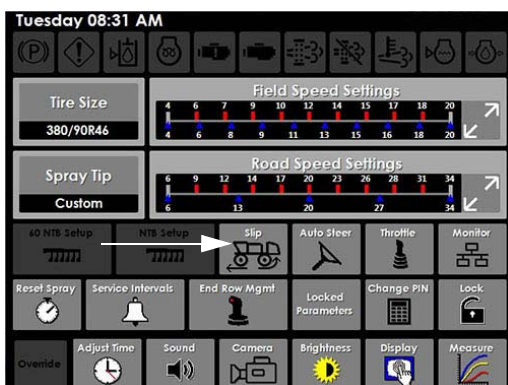 Tuesday 08:31 AM
Tire Size
380/90R46
Field Speed Settings
4 6 7 9 10 12 14 15 17 18 20
4 6 8 9 11 13 15 16 18 20
Spray Tip
Custom
Road Speed Settings
6 9 12 14 17 20 23 26 28 31 34
6 13 20 27 34
60 NTB Setup
NTB Setup
Slip
Auto Steer
Throttle
Monitor
Reset Spray
Service Intervals
End Row Mgmt
Locked Parameters
Change PIN
Lock
Override
Adjust Time
Sound
Camera
Brightness
Display
Measure